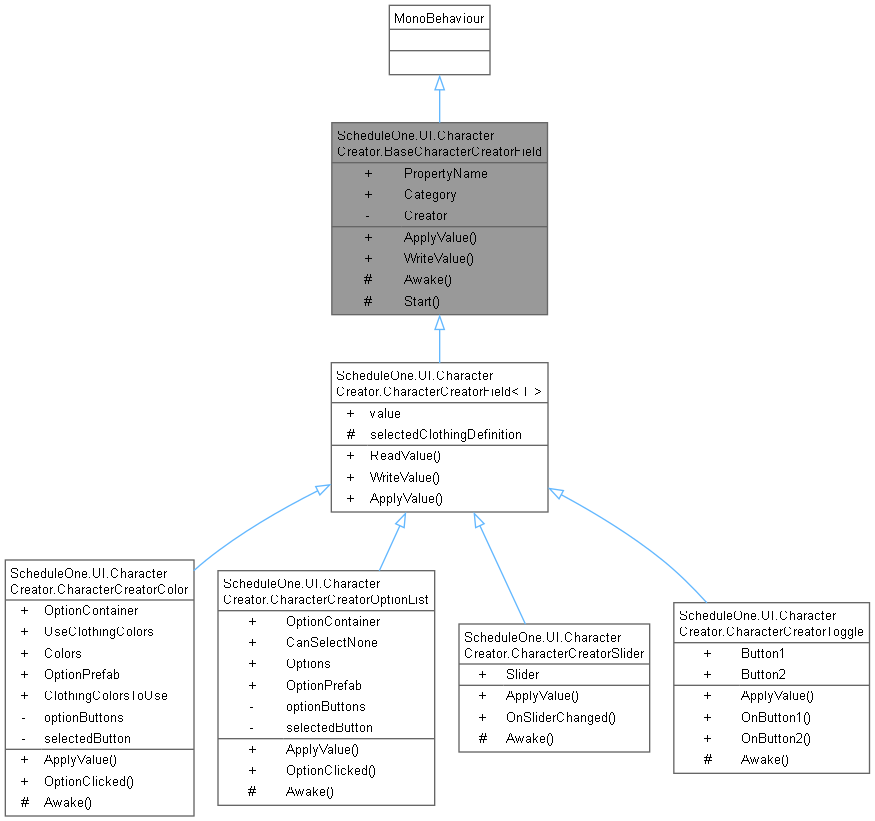 MonoBehaviour
ScheduleOne.UI.Character
Creator.BaseCharacterCreatorField
+ PropertyName
+ Category
- Creator
+ ApplyValue()
+ WriteValue()
# Awake()
# Start()
ScheduleOne.UI.Character
Creator.CharacterCreatorField< T >
+ value
# selectedClothingDefinition
+ ReadValue()
+ WriteValue()
+ ApplyValue()
ScheduleOne.UI.Character
Creator.CharacterCreatorColor
+ OptionContainer
+ UseClothingColors
+ Colors
+ OptionPrefab
+ ClothingColorsToUse
- optionButtons
- selectedButton
+ ApplyValue()
+ OptionClicked()
# Awake()
ScheduleOne.UI.Character
Creator.CharacterCreatorOptionList
+ OptionContainer
+ CanSelectNone
+ Options
+ OptionPrefab
- optionButtons
- selectedButton
+ ApplyValue()
+ OptionClicked()
# Awake()
ScheduleOne.UI.Character
Creator.CharacterCreatorSlider
+ Slider
+ ApplyValue()
+ OnSliderChanged()
# Awake()
ScheduleOne.UI.Character
Creator.CharacterCreatorToggle
+ Button1
+ Button2
+ ApplyValue()
+ OnButton1()
+ OnButton2()
# Awake()